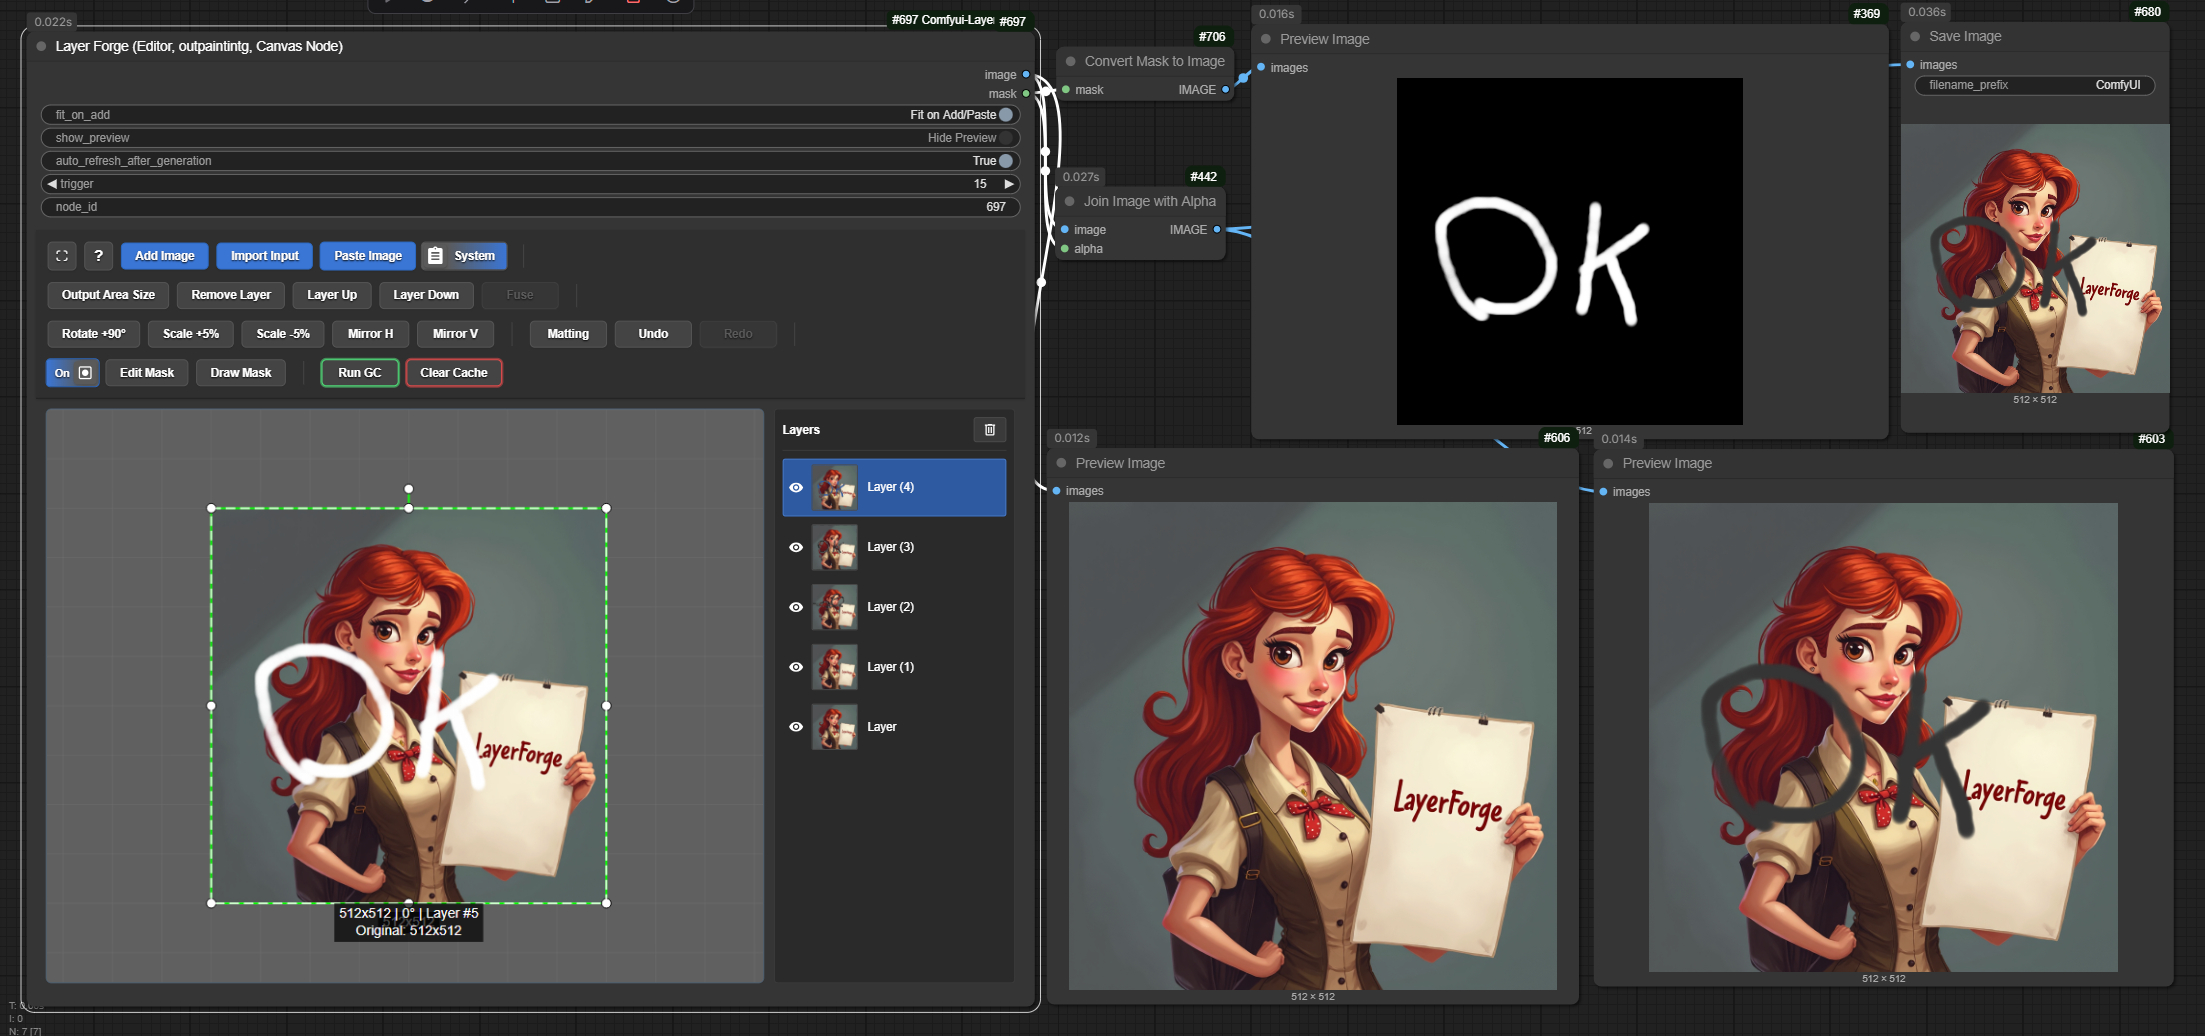 0.022s
#697 Comfyui-Laye #697
Layer Forge (Editor, outpaintintg, Canvas Node)
image
mask
fit_on_add Fit on Add/Paste
show_preview Hide Preview
auto_refresh_after_generation True
trigger 15
node_id 697
? Add Image Import Input Paste Image System
Output Area Size Remove Layer Layer Up Layer Down Fuse
Rotate +90° Scale +5% Scale -5% Mirror H Mirror V Matting Undo Redo
On Edit Mask Draw Mask Run GC Clear Cache
OK
LayerForge
512x512 | 0° | Layer #5
Original: 512x512
Layers
Layer (4)
Layer (3)
Layer (2)
Layer (1)
Layer
I: 0
N: 7 [7]
#706
Convert Mask to Image
mask IMAGE
0.027s #442
Join Image with Alpha
image IMAGE
alpha
0.016s #369
Preview Image
images
OK
512
0.036s #680
Save Image
images
filename_prefix ComfyUI
OK
LayerForge
512 × 512
0.012s #606
Preview Image
images
LayerForge
512 × 512
0.014s #603
Preview Image
images
OK
LayerForge
512 × 512